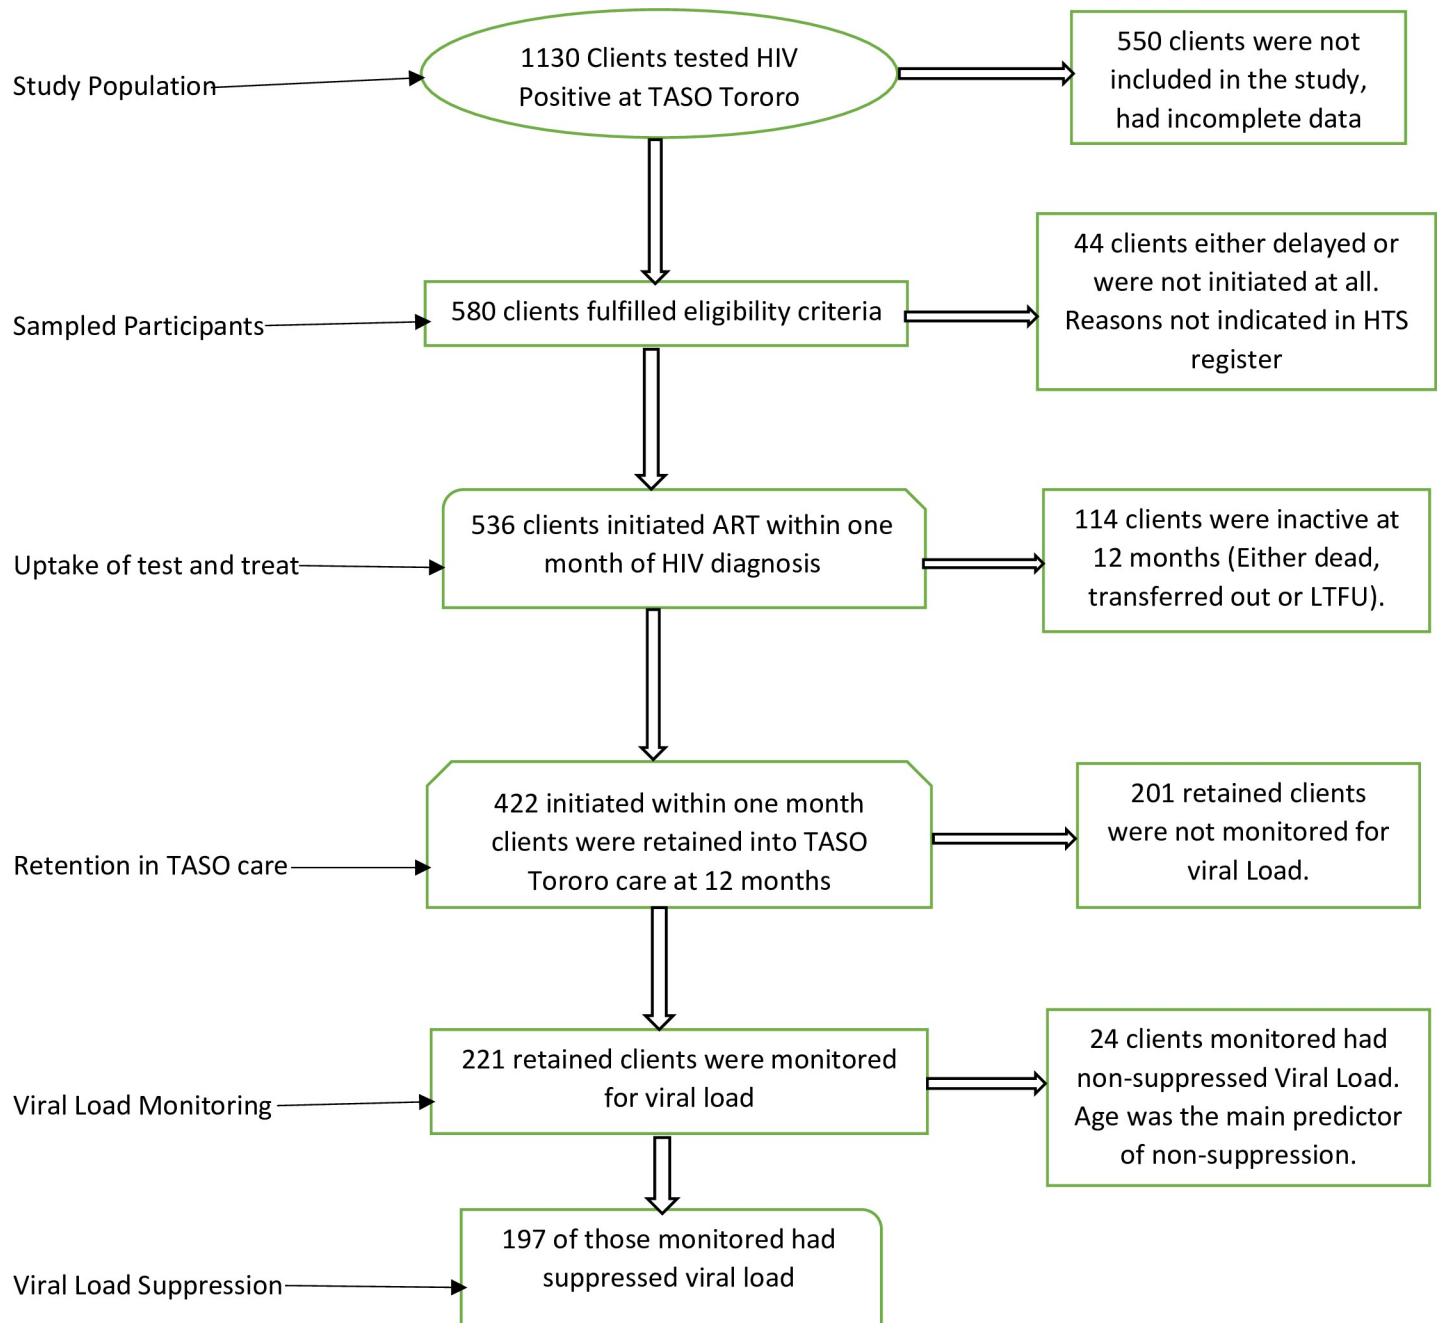 Study Population
1130 Clients tested HIV
Positive at TASO Tororo
550 clients were not
included in the study,
had incomplete data
Sampled Participants
580 clients fulfilled eligibility criteria
44 clients either delayed or
were not initiated at all.
Reasons not indicated in HTS
register
Uptake of test and treat
536 clients initiated ART within one
month of HIV diagnosis
114 clients were inactive at
12 months (Either dead,
transferred out or LTFU).
Retention in TASO care
422 initiated within one month
clients were retained into TASO
Tororo care at 12 months
201 retained clients
were not monitored for
viral Load.
Viral Load Monitoring
221 retained clients were monitored
for viral load
24 clients monitored had
non-suppressed Viral Load.
Age was the main predictor
of non-suppression.
Viral Load Suppression
197 of those monitored had
suppressed viral load